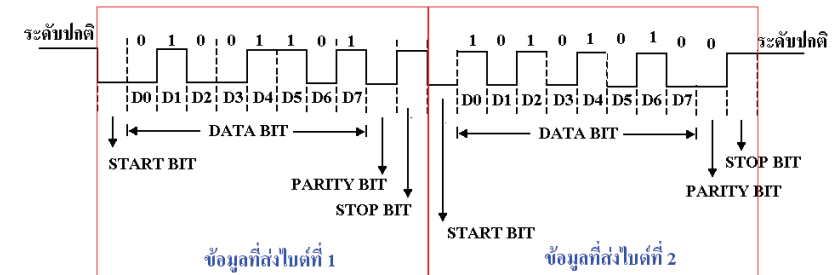 ระดับปกติ 0 1 0 0 1 1 0 1 1 0 1 0 1 0 1 0 0 ระดับปกติ
D0 D1 D2 D3 D4 D5 D6 D7 D0 D1 D2 D3 D4 D5 D6 D7
DATA BIT DATA BIT
START BIT STOP BIT
PARITY BIT PARITY BIT
STOP BIT
START BIT
ข้อมูลที่ส่งไบต์ที่ 1 ข้อมูลที่ส่งไบต์ที่ 2